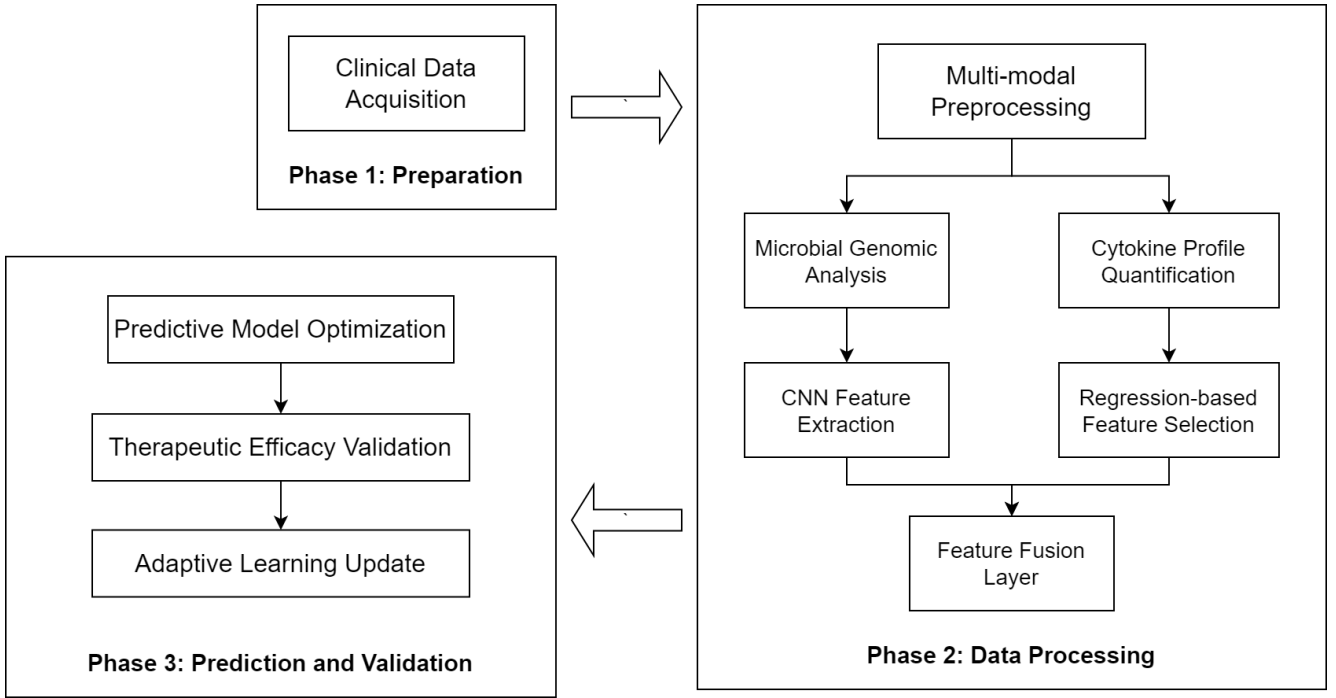 Clinical Data
Acquisition
Phase 1: Preparation
`
Multi-modal
Preprocessing
Microbial Genomic
Analysis
Cytokine Profile
Quantification
CNN Feature
Extraction
Regression-based
Feature Selection
Feature Fusion
Layer
Phase 2: Data Processing
`
Predictive Model Optimization
Therapeutic Efficacy Validation
Adaptive Learning Update
Phase 3: Prediction and Validation